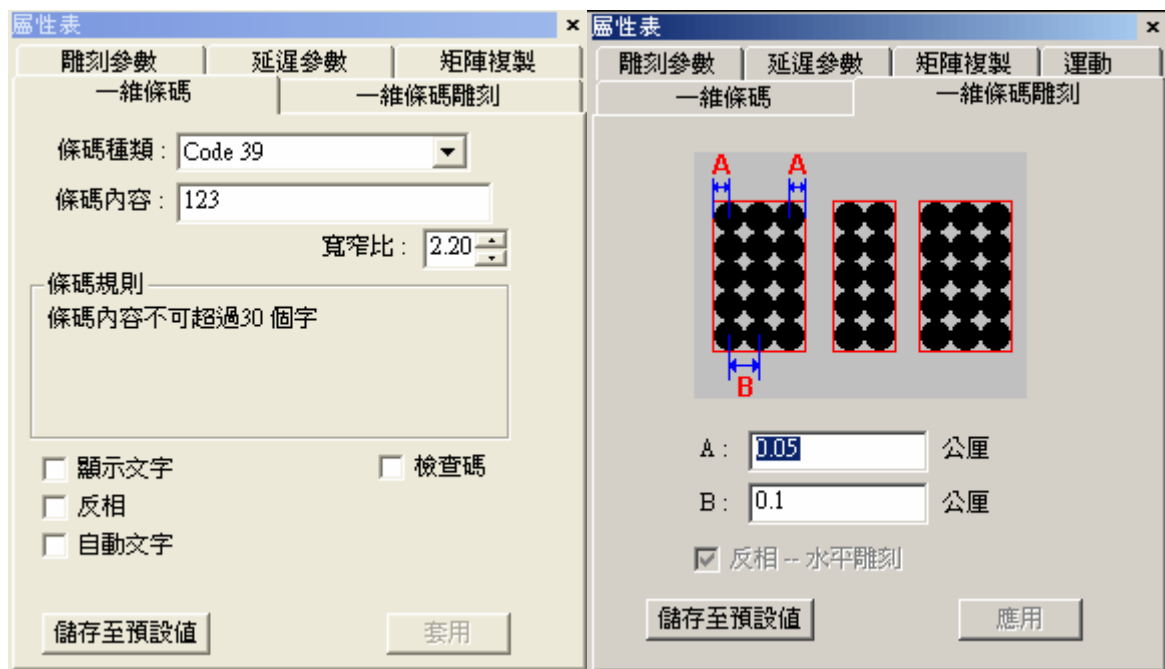 屬性表 ×
雕刻參數 延遲參數 矩陣複製
一維條碼 一維條碼雕刻
條碼種類 : Code 39
條碼內容 : 123
寬窄比 : 2.20
條碼規則
條碼內容不可超過30 個字
顯示文字 檢查碼
反相
自動文字
儲存至預設值 套用
屬性表 ×
雕刻參數 延遲參數 矩陣複製 運動
一維條碼 一維條碼雕刻
A A
B
A : 0.05 公厘
B : 0.1 公厘
反相 -- 水平雕刻
儲存至預設值 應用